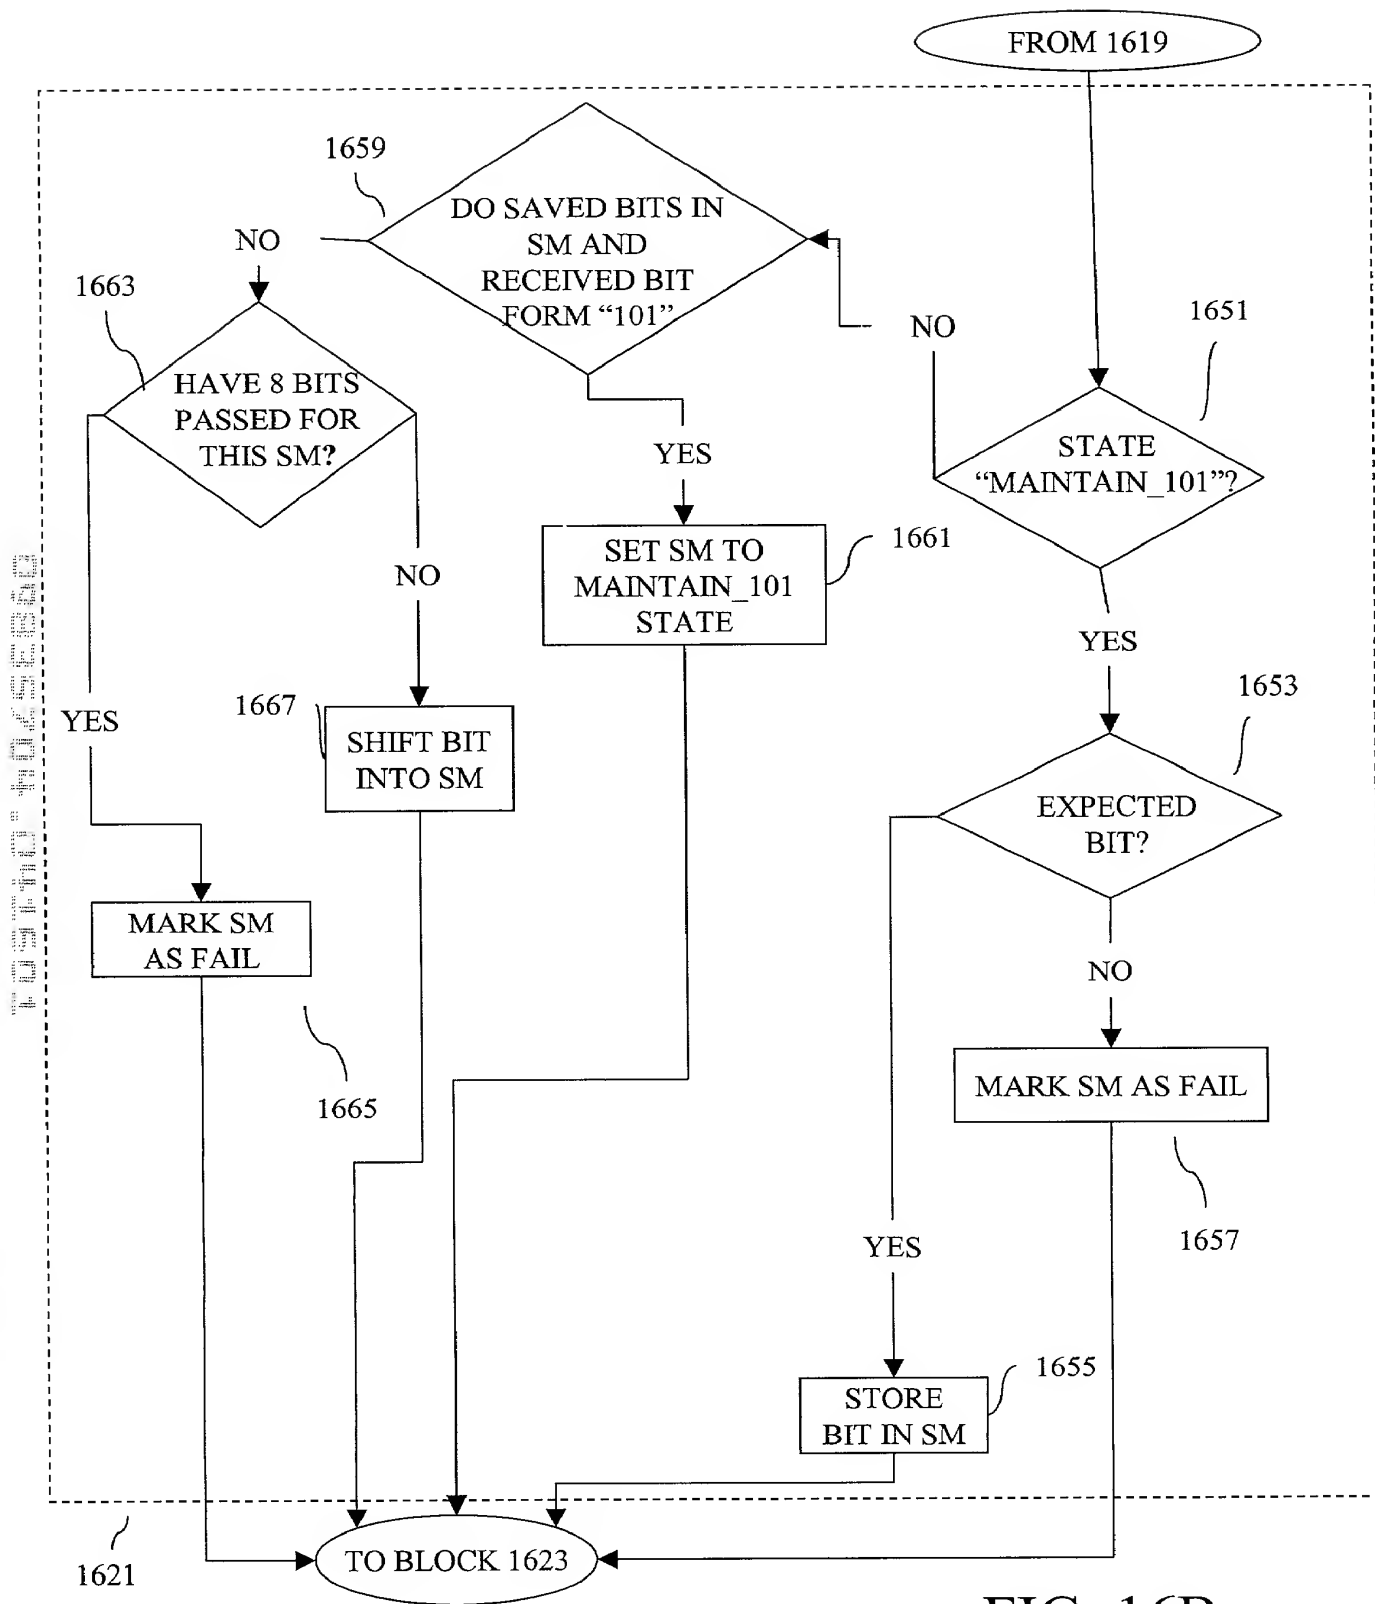 FROM 1619
1659
DO SAVED BITS IN
SM AND
RECEIVED BIT
FORM “101”
NO
1663
HAVE 8 BITS
PASSED FOR
THIS SM?
NO
1651
STATE
“MAINTAIN_101”?
YES
SET SM TO
MAINTAIN_101
STATE
1661
NO
YES
1653
YES
1667
SHIFT BIT
INTO SM
EXPECTED
BIT?
MARK SM
AS FAIL
NO
1665
MARK SM AS FAIL
1657
YES
1655
STORE
BIT IN SM
1621
TO BLOCK 1623